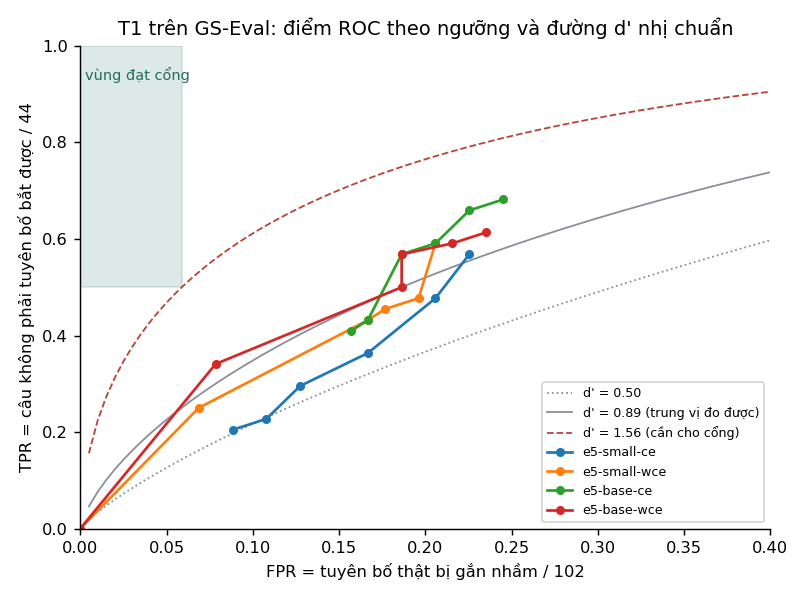 T1 trên GS-Eval: điểm ROC theo ngưỡng và đường d' nhị chuẩn
1.0
vùng đạt cổng
0.8
0.6
0.4
0.2
0.0
TPR = câu không phải tuyên bố bắt được / 44
d' = 0.50
d' = 0.89 (trung vị đo được)
d' = 1.56 (cần cho cổng)
e5-small-ce
e5-small-wce
e5-base-ce
e5-base-wce
0.00 0.05 0.10 0.15 0.20 0.25 0.30 0.35 0.40
FPR = tuyên bố thật bị gắn nhầm / 102